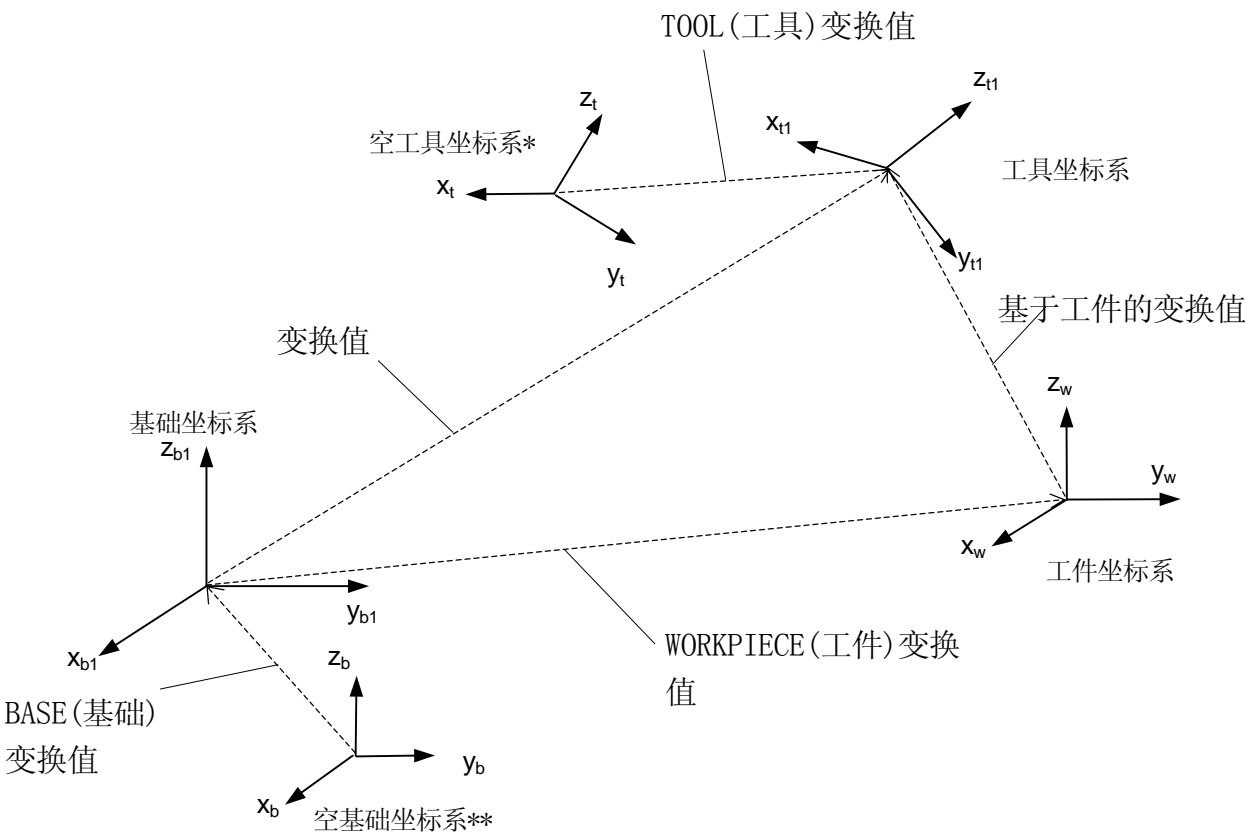 TOOL(工具)变换值
z_t1
z_t
x_t1
空工具坐标系*
工具坐标系
x_t
y_t1
y_t
基于工件的变换值
变换值
z_w
基础坐标系
z_b1
y_w
x_w
工件坐标系
y_b1
x_b1
WORKPIECE(工件)变换
值
z_b
BASE(基础)
变换值
y_b
x_b
空基础坐标系**